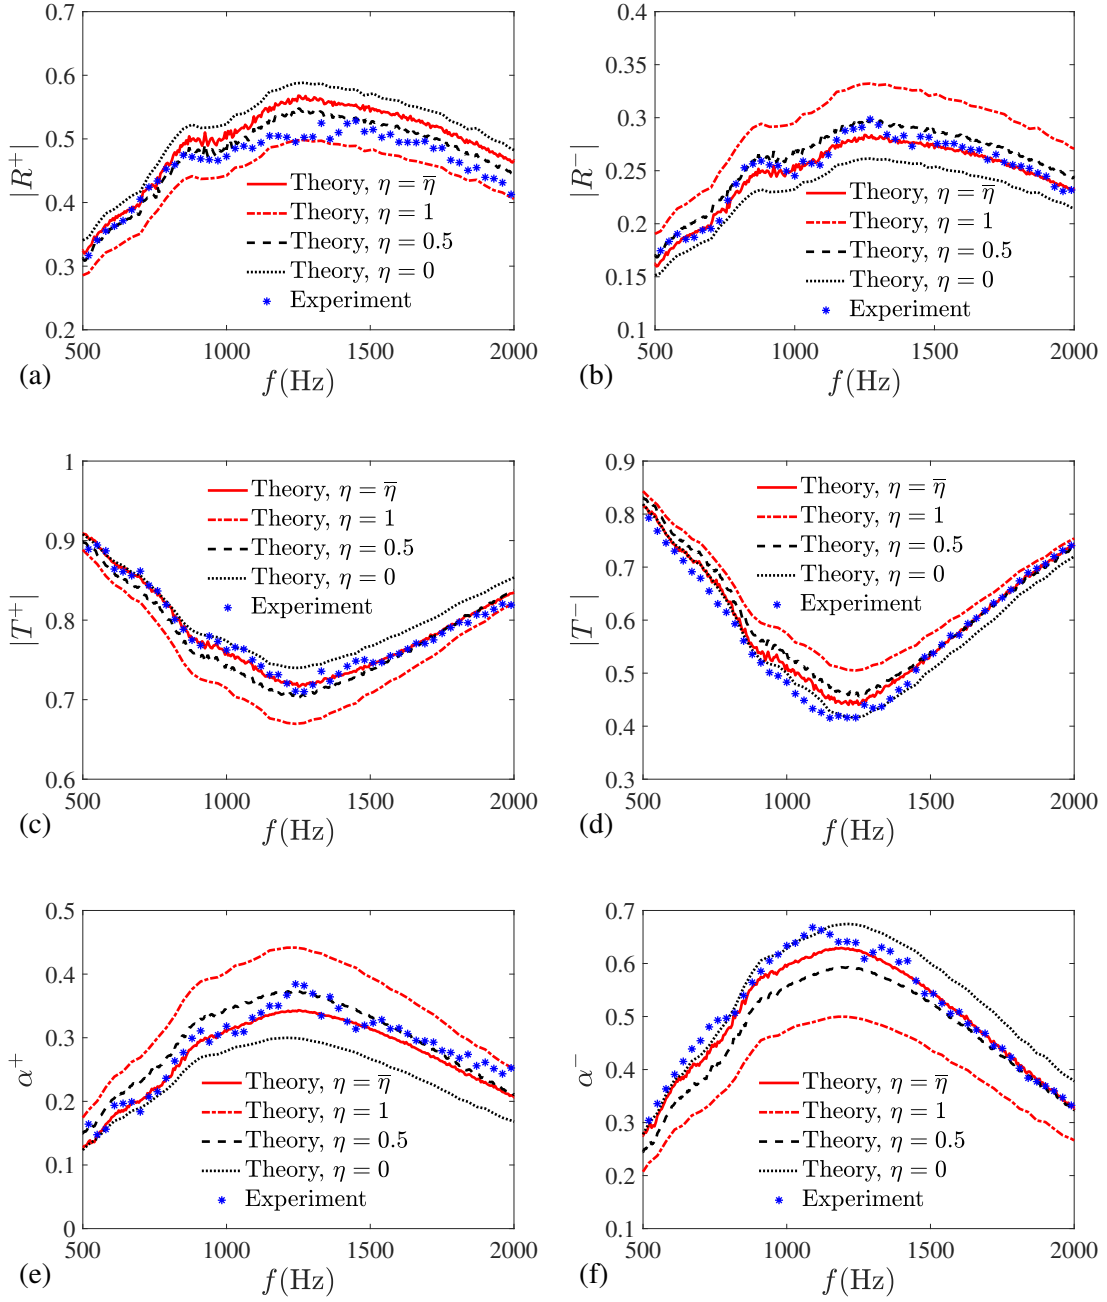 0.7
0.6
0.5
0.4
0.3
0.2
|R⁺|
Theory, η = η̅
Theory, η = 1
Theory, η = 0.5
Theory, η = 0
Experiment
500 1000 1500 2000
(a)
f(Hz)
0.4
0.35
0.3
0.25
0.2
0.15
0.1
|R⁻|
Theory, η = η̅
Theory, η = 1
Theory, η = 0.5
Theory, η = 0
Experiment
500 1000 1500 2000
(b)
f(Hz)
1
0.9
0.8
0.7
0.6
|T⁺|
Theory, η = η̅
Theory, η = 1
Theory, η = 0.5
Theory, η = 0
Experiment
500 1000 1500 2000
(c)
f(Hz)
0.9
0.8
0.7
0.6
0.5
0.4
0.3
|T⁻|
Theory, η = η̅
Theory, η = 1
Theory, η = 0.5
Theory, η = 0
Experiment
500 1000 1500 2000
(d)
f(Hz)
0.5
0.4
0.3
0.2
0.1
0
α⁺
Theory, η = η̅
Theory, η = 1
Theory, η = 0.5
Theory, η = 0
Experiment
500 1000 1500 2000
(e)
f(Hz)
0.7
0.6
0.5
0.4
0.3
0.2
0.1
α⁻
Theory, η = η̅
Theory, η = 1
Theory, η = 0.5
Theory, η = 0
Experiment
500 1000 1500 2000
(f)
f(Hz)